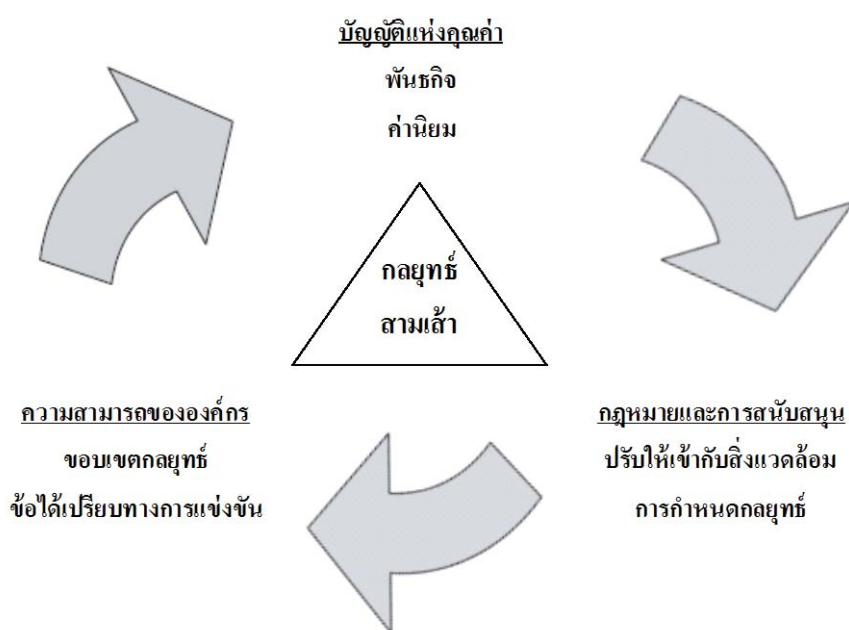 บัญญัติแห่งคุณค่า
พันธกิจ
ค่านิยม
กลยุทธ์
สามเส้า
ความสามารถขององค์กร
ขอบเขตกลยุทธ์
ข้อได้เปรียบทางการแข่งขัน
กฎหมายและการสนับสนุน
ปรับให้เข้ากับสิ่งแวดล้อม
การกำหนดกลยุทธ์